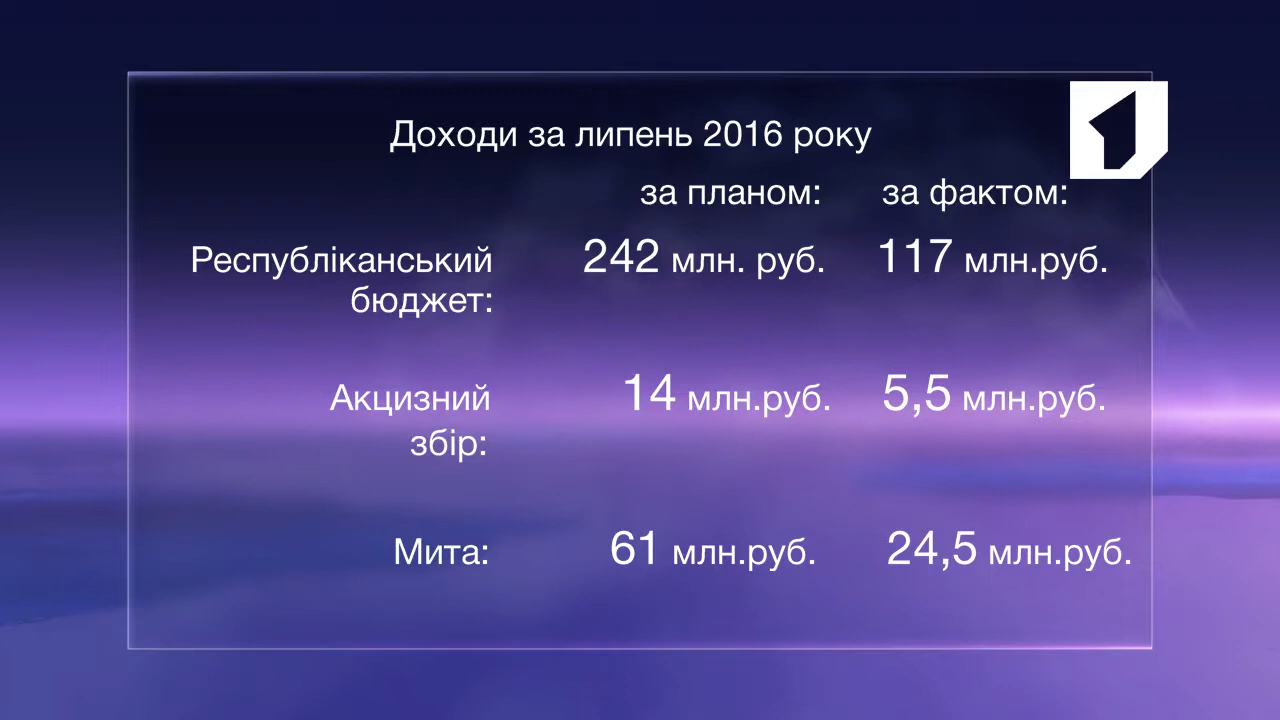 Доходи за липень 2016 року
за планом: за фактом:
Республіканський 242 млн. руб. 117 млн.руб.
бюджет:
Акцизний 14 млн.руб. 5,5 млн.руб.
збір:
Мита: 61 млн.руб. 24,5 млн.руб.